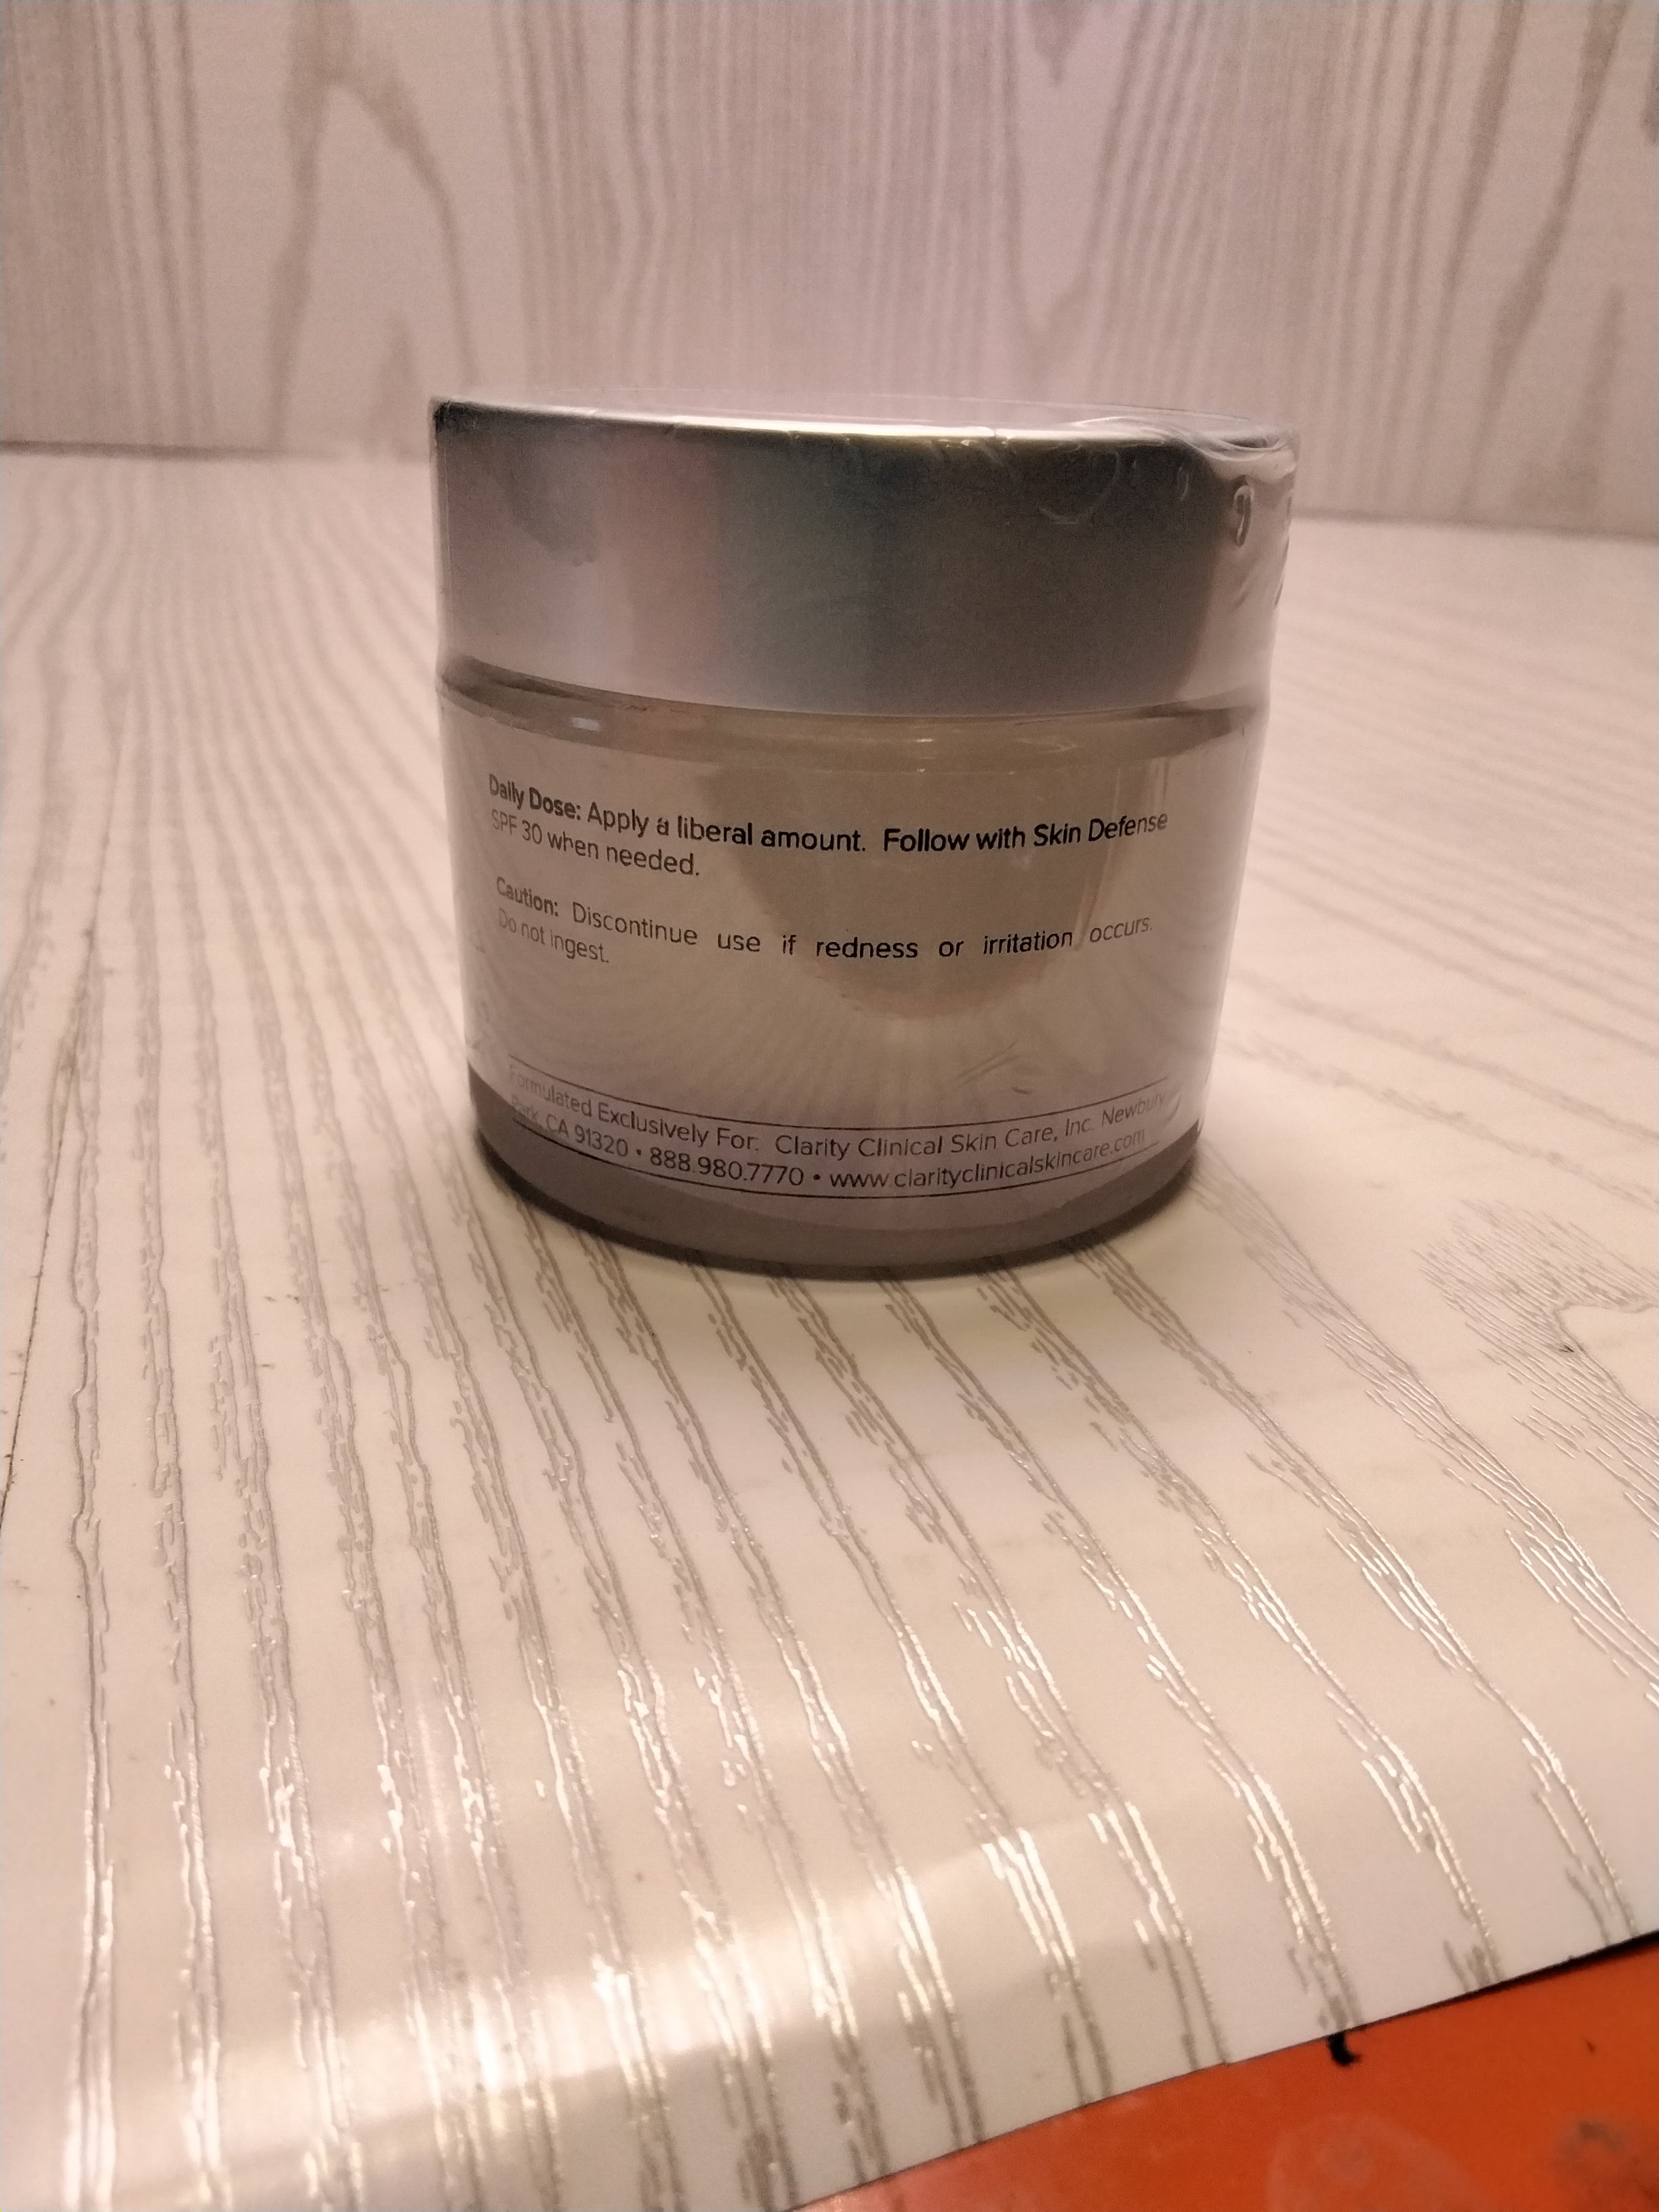 Daily Dose: Apply a liberal amount. Follow with Skin Defense
SPF 30 when needed.
Caution: Discontinue use if redness or irritation occurs.
Do not ingest.
Formulated Exclusively For: Clarity Clinical Skin Care, Inc. Newbury
Park, CA 91320 • 888.980.7770 • www.clarityclinicalskincare.com